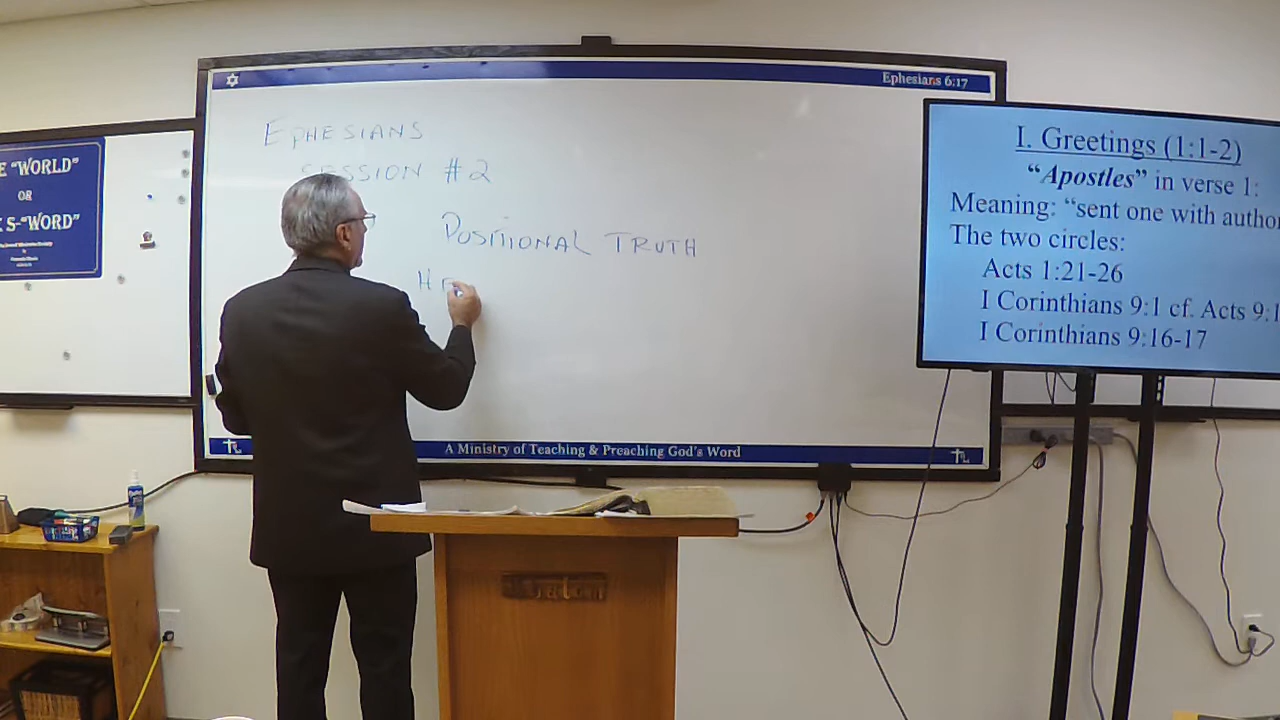 E "WORLD"
OR
S-"WORD"
Ephesians 6:17
EPHESIANS
SESSION #2
POSITIONAL TRUTH
H
A Ministry of Teaching & Preaching God's Word
I. Greetings (1:1-2)
"Apostles" in verse 1:
Meaning: "sent one with author
The two circles:
Acts 1:21-26
I Corinthians 9:1 cf. Acts 9:1
I Corinthians 9:16-17